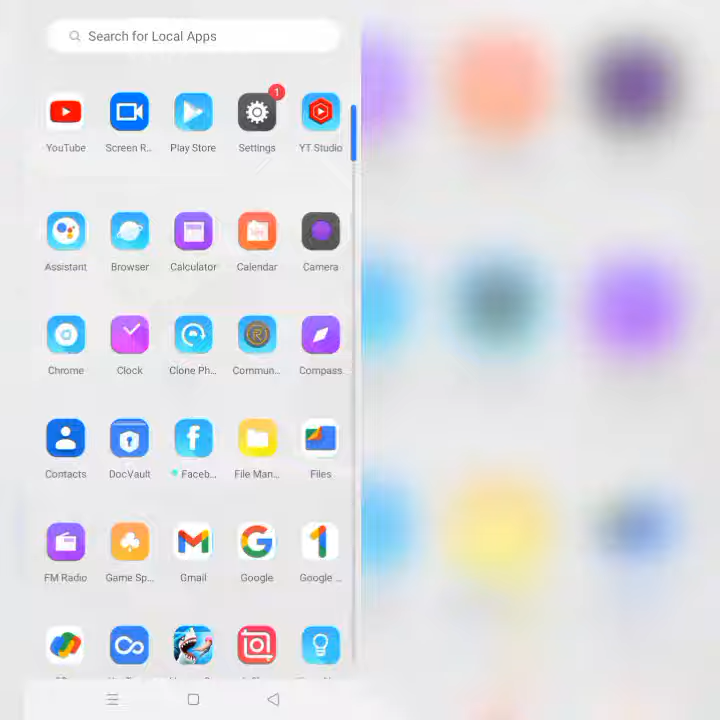 Search for Local Apps
1
YouTube Screen R... Play Store Settings YT Studio
Assistant Browser Calculator Calendar Camera
Chrome Clock Clone Ph... Commun... Compass
Contacts DocVault Faceb... File Man... Files
FM Radio Game Sp... Gmail Google Google ...